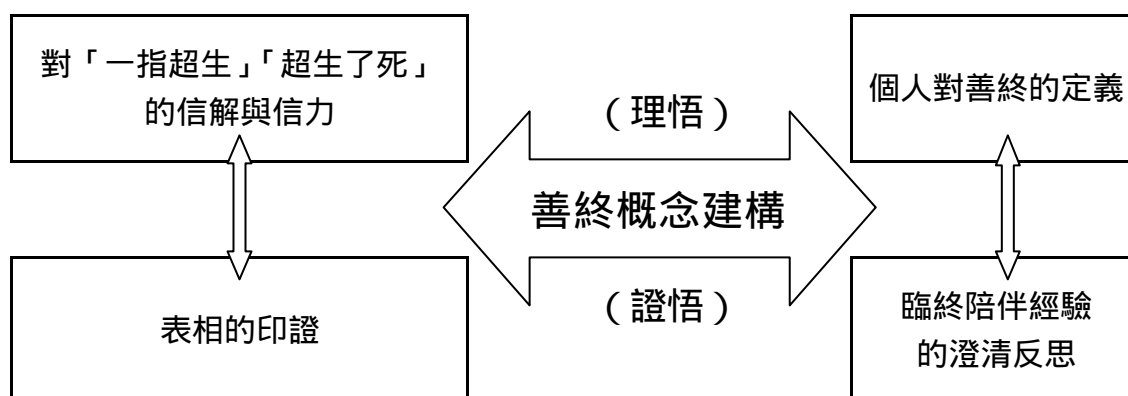 對「一指超生」「超生了死」
的信解與信力
（理悟）
個人對善終的定義
善終概念建構
表相的印證
（證悟）
臨終陪伴經驗
的澄清反思